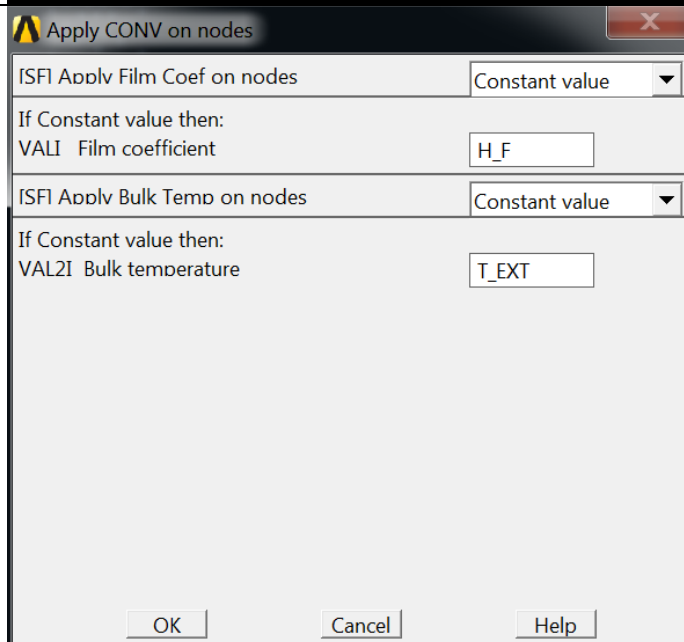 Apply CONV on nodes
[SF] Apply Film Coef on nodes Constant value
If Constant value then:
VALI Film coefficient H_F
[SF] Apply Bulk Temp on nodes Constant value
If Constant value then:
VAL2I Bulk temperature T_EXT
OK Cancel Help